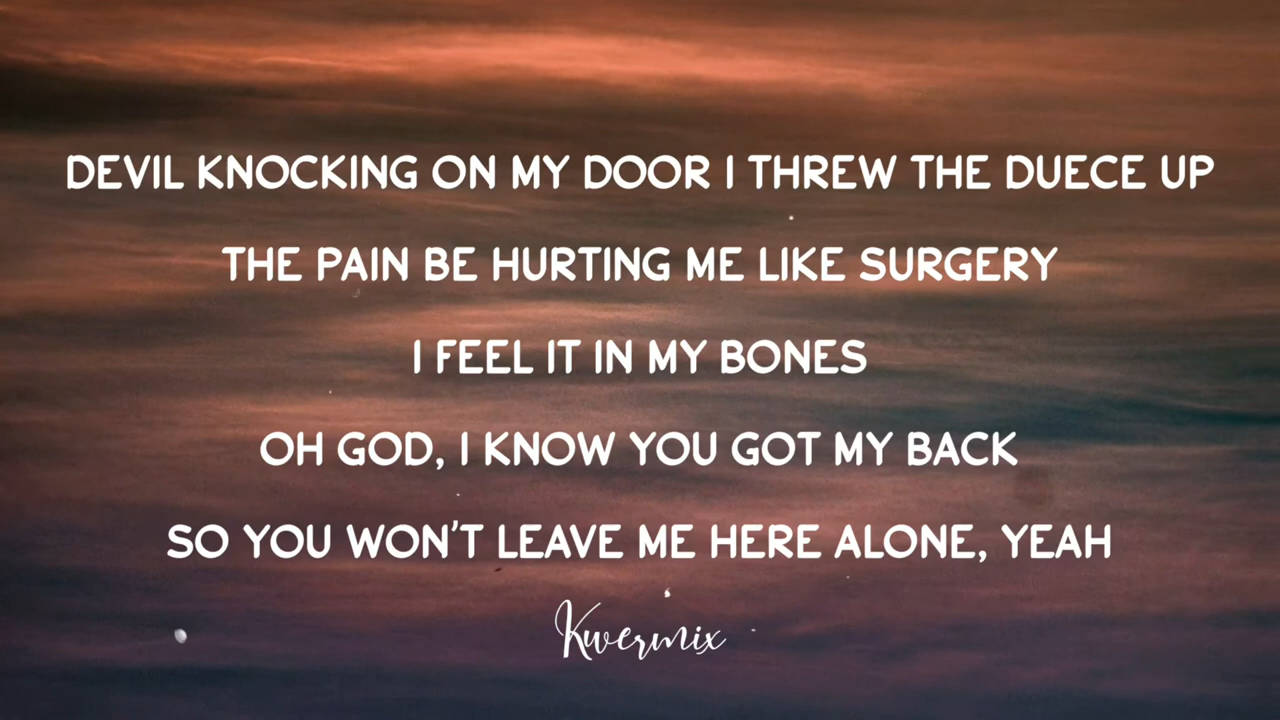 DEVIL KNOCKING ON MY DOOR I THREW THE DUECE UP
THE PAIN BE HURTING ME LIKE SURGERY
I FEEL IT IN MY BONES
OH GOD, I KNOW YOU GOT MY BACK
SO YOU WON'T LEAVE ME HERE ALONE, YEAH
Kwermix